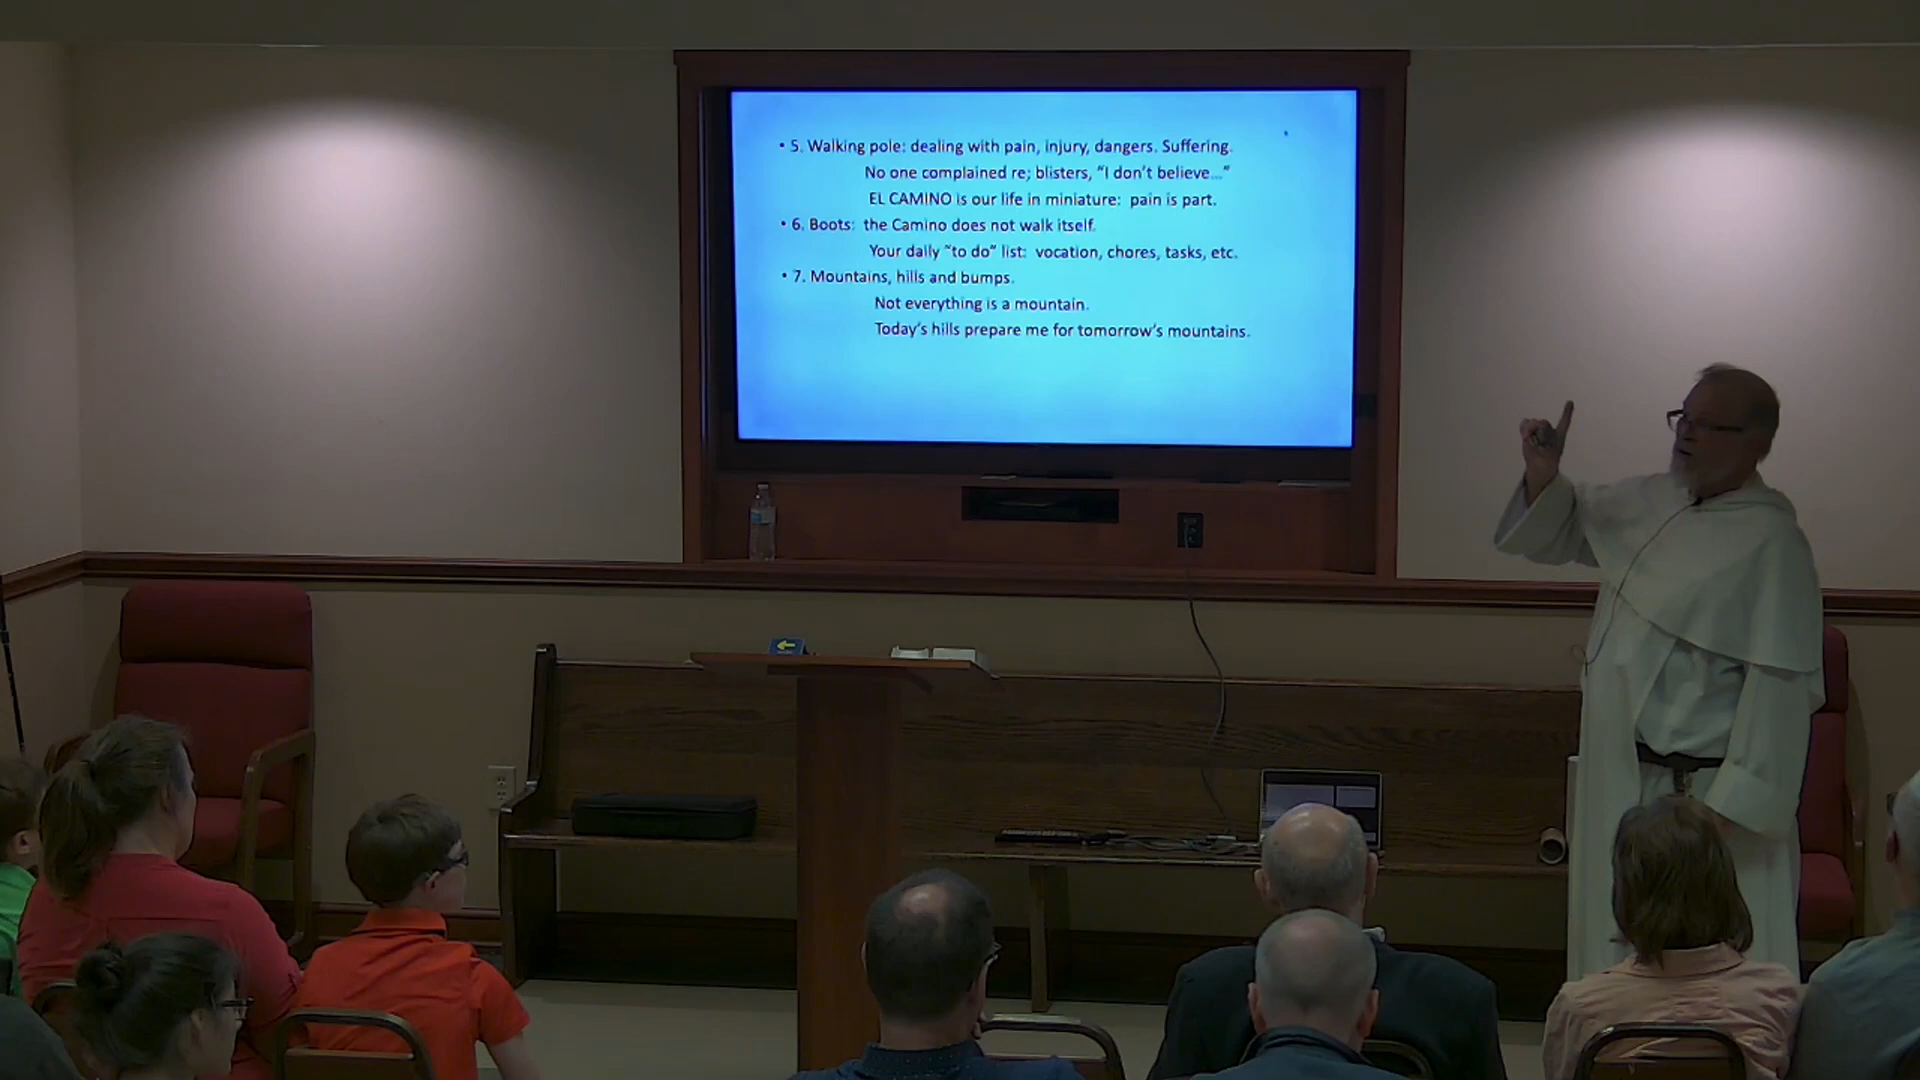 • 5. Walking pole: dealing with pain, injury, dangers. Suffering.
No one complained re; blisters, “I don’t believe...”
EL CAMINO is our life in miniature: pain is part.
• 6. Boots: the Camino does not walk itself.
Your daily “to do” list: vocation, chores, tasks, etc.
• 7. Mountains, hills and bumps.
Not everything is a mountain.
Today’s hills prepare me for tomorrow’s mountains.